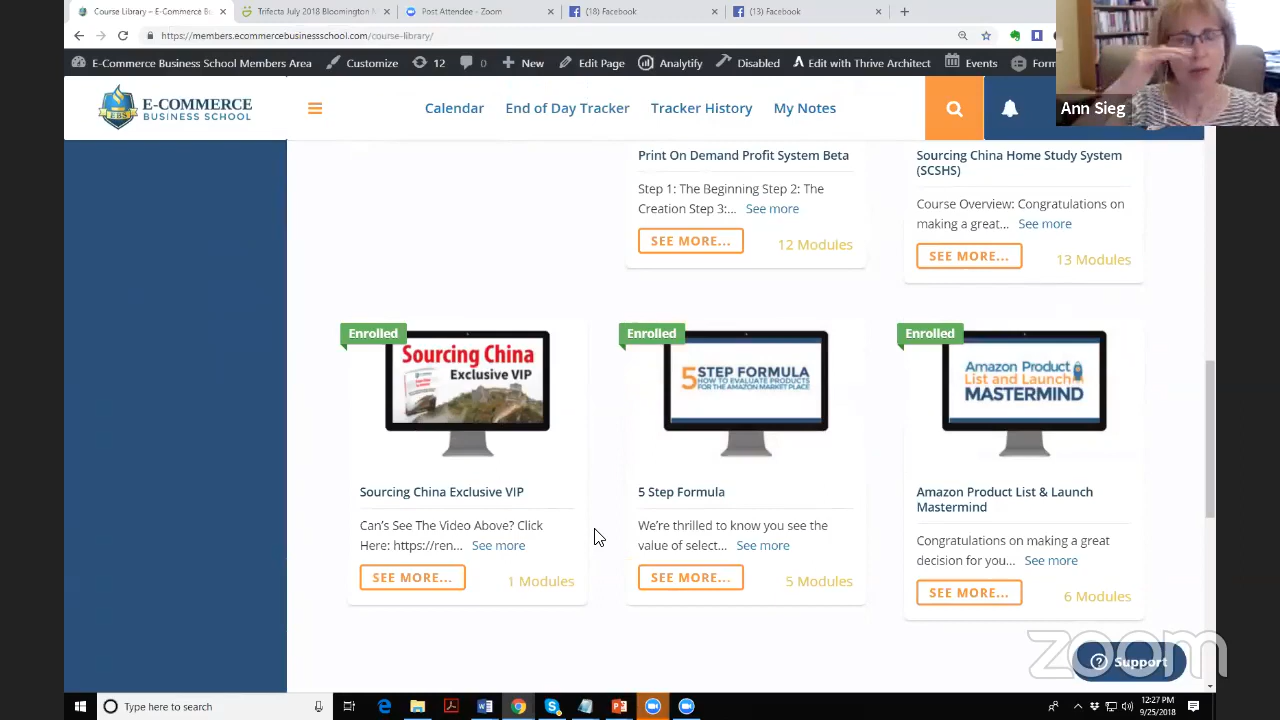 Course Library – E-Commerce B
Trifecta July 2018 Bloomington M
Post Attendee - Zoom
(18) Facebook
(13) Facebook
https://members.ecommercebusinessschool.com/course-library/
E-Commerce Business School Members Area
Customize
12
0
New
Edit Page
Analytify
Disabled
Edit with Thrive Architect
Events
Form
Ann Sieg
E-COMMERCE
BUSINESS SCHOOL
EBS
Calendar
End of Day Tracker
Tracker History
My Notes
Print On Demand Profit System Beta
Step 1: The Beginning Step 2: The
Creation Step 3:... See more
SEE MORE...
12 Modules
Sourcing China Home Study System
(SCSHS)
Course Overview: Congratulations on
making a great... See more
SEE MORE...
13 Modules
Enrolled
Sourcing China
Exclusive VIP
Sourcing China Exclusive VIP
Can's See The Video Above? Click
Here: https://ren... See more
SEE MORE...
1 Modules
Enrolled
5 STEP FORMULA
HOW TO EVALUATE PRODUCTS
FOR THE AMAZON MARKET PLACE
5 Step Formula
We're thrilled to know you see the
value of select... See more
SEE MORE...
5 Modules
Enrolled
Amazon Product
List and Launch
MASTERMIND
Amazon Product List & Launch
Mastermind
Congratulations on making a great
decision for you... See more
SEE MORE...
6 Modules
zoom
Support
Type here to search
12:27 PM
9/25/2018